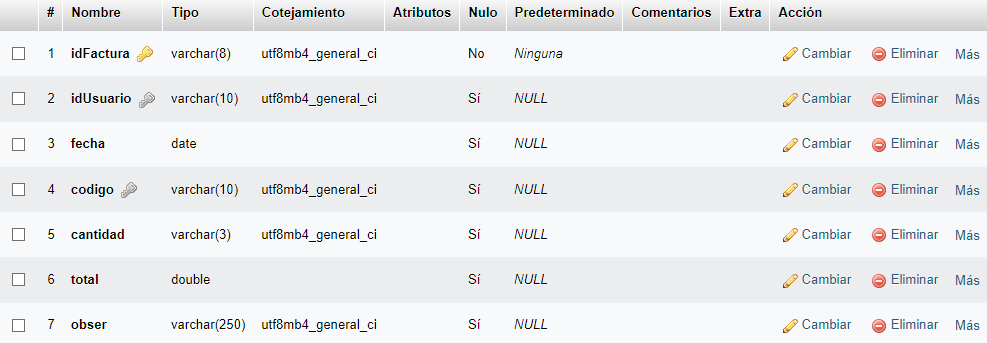 # Nombre Tipo Cotejamiento Atributos Nulo Predeterminado Comentarios Extra Acción
1 idFactura varchar(8) utf8mb4_general_ci No Ninguna Cambiar Eliminar Más
2 idUsuario varchar(10) utf8mb4_general_ci Sí NULL Cambiar Eliminar Más
3 fecha date Sí NULL Cambiar Eliminar Más
4 codigo varchar(10) utf8mb4_general_ci Sí NULL Cambiar Eliminar Más
5 cantidad varchar(3) utf8mb4_general_ci Sí NULL Cambiar Eliminar Más
6 total double Sí NULL Cambiar Eliminar Más
7 obser varchar(250) utf8mb4_general_ci Sí NULL Cambiar Eliminar Más